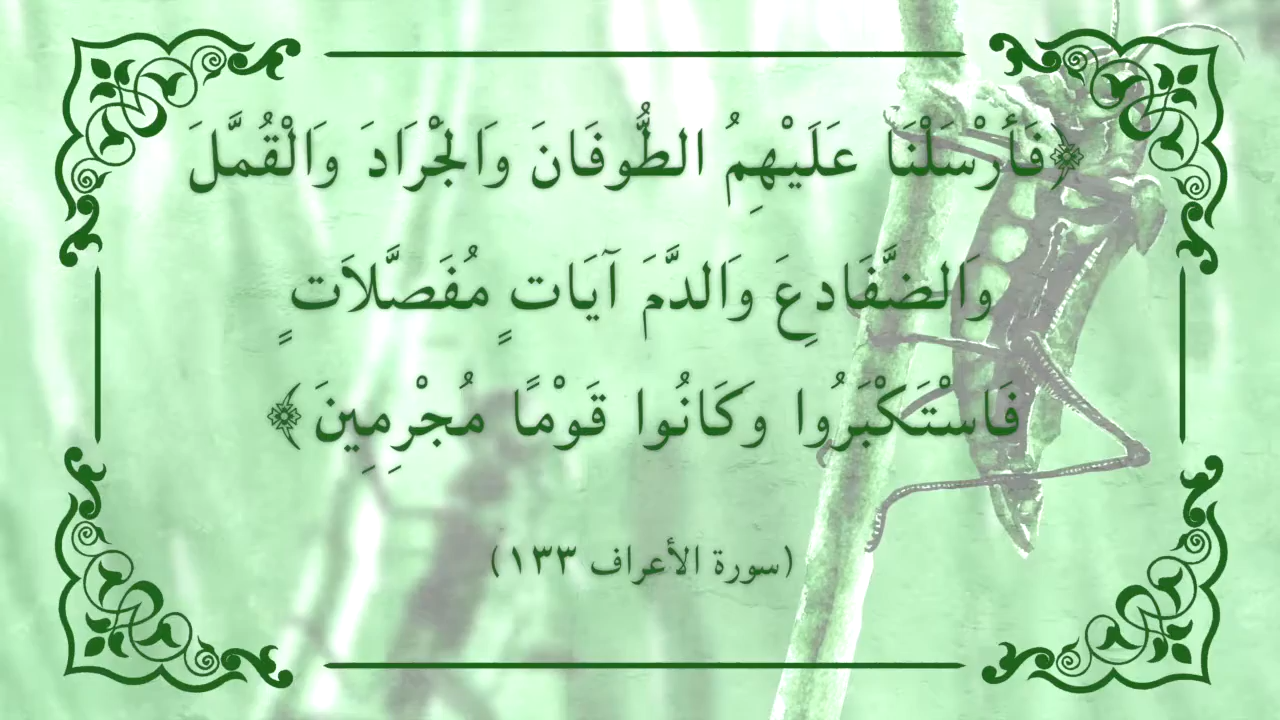 ﴿فَأَرْسَلْنَا عَلَيْهِمُ الطُّوفَانَ وَالْجَرَادَ وَالْقُمَّلَ
وَالضَّفَادِعَ وَالدَّمَ آيَاتٍ مُفَصَّلَاتٍ
فَاسْتَكْبَرُوا وَكَانُوا قَوْمًا مُجْرِمِينَ﴾
(سورة الأعراف ١٣٣)